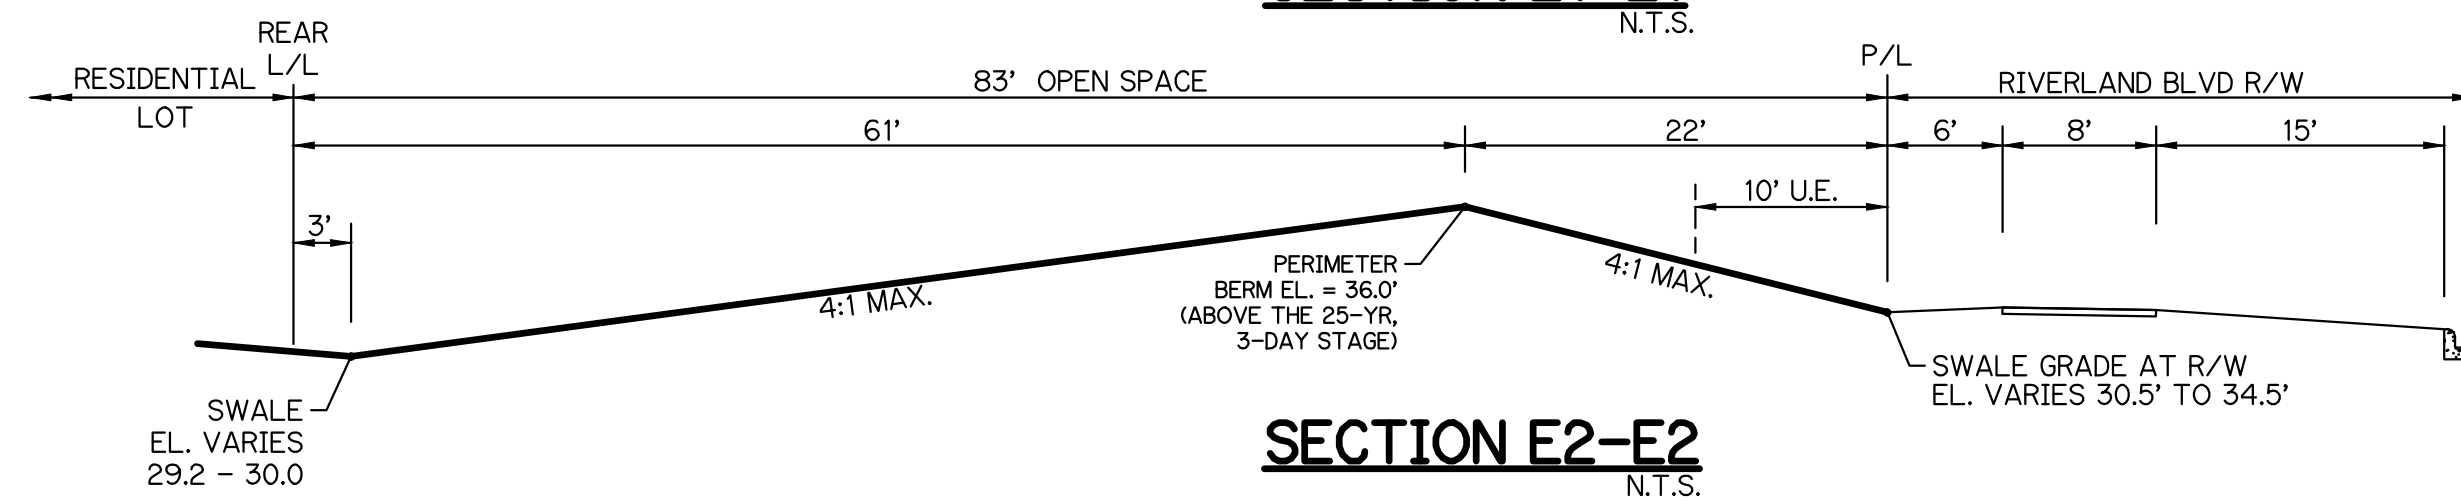 N.T.S.
REAR
L/L
P/L
RESIDENTIAL
LOT
83' OPEN SPACE
RIVERLAND BLVD R/W
61'
22'
6'
8'
15'
10' U.E.
3'
4:1 MAX.
PERIMETER
BERM EL. = 36.0'
(ABOVE THE 25-YR,
3-DAY STAGE)
4:1 MAX.
SWALE GRADE AT R/W
EL. VARIES 30.5' TO 34.5'
SWALE
EL. VARIES
29.2 - 30.0
SECTION E2-E2
N.T.S.